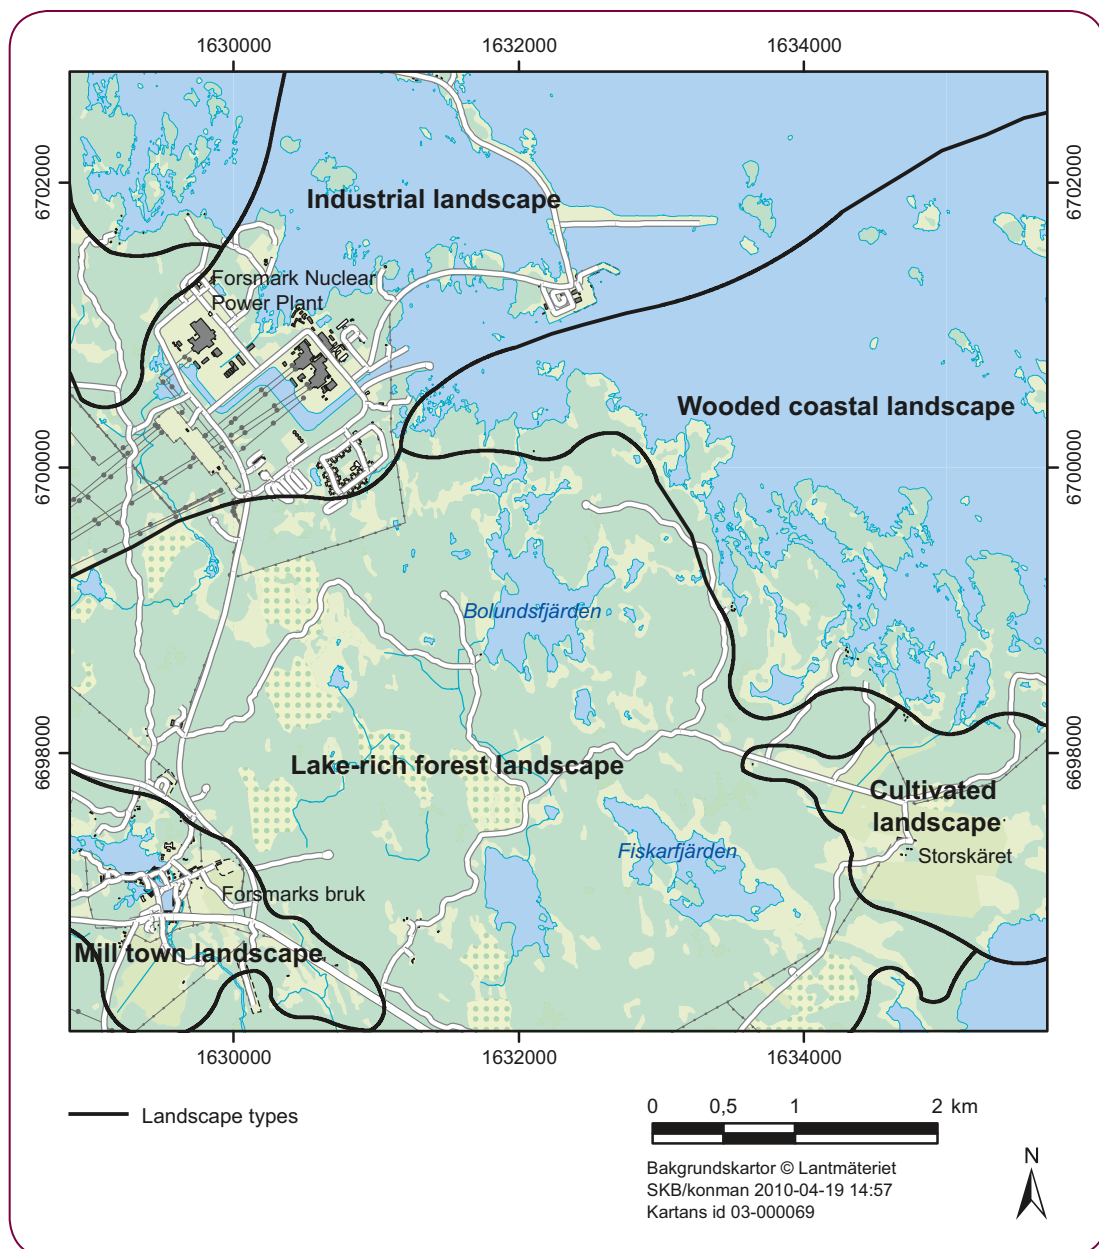 1630000
1632000
1634000
6702000
6702000
Industrial landscape
Forsmark Nuclear
Power Plant
Wooded coastal landscape
6700000
6700000
Bolundsfjärden
6698000
6698000
Lake-rich forest landscape
Cultivated
landscape
Storskäret
Fiskarfjärden
Forsmarks bruk
Mill town landscape
1630000
1632000
1634000
Landscape types
0 0,5 1 2 km
Bakgrundskartor © Lantmäteriet
SKB/konman 2010-04-19 14:57
Kartans id 03-000069
N